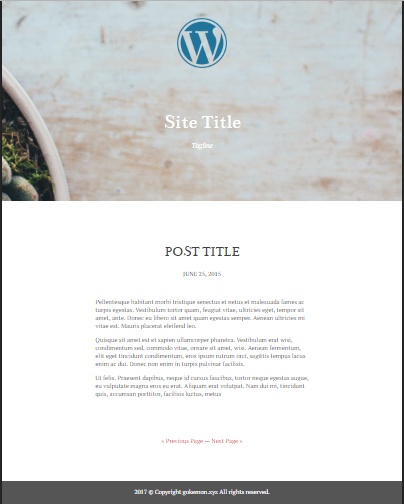 Site Title
Tagline
POST TITLE
JUNE 25, 2015
Pellentesque habitant morbi tristique senectus et netus et malesuada fames ac
turpis egestas. Vestibulum tortor quam, feugiat vitae, ultricies eget, tempor sit
amet, ante. Donec eu libero sit amet quam egestas semper. Aenean ultricies mi
vitae est. Mauris placerat eleifend leo.
Quisque sit amet est et sapien ullamcorper pharetra. Vestibulum erat wisi,
condimentum sed, commodo vitae, ornare sit amet, wisi. Aenean fermentum,
elit eget tincidunt condimentum, eros ipsum rutrum orci, sagittis tempus lacus
enim ac dui. Donec non enim in turpis pulvinar facilisis.
Ut felis. Praesent dapibus, neque id cursus faucibus, tortor neque egestas augue,
eu vulputate magna eros eu erat. Aliquam erat volutpat. Nam dui mi, tincidunt
quis, accumsan porttitor, facilisis luctus, metus
« Previous Page — Next Page »
2017 © Copyright gokemon.xyz All rights reserved.